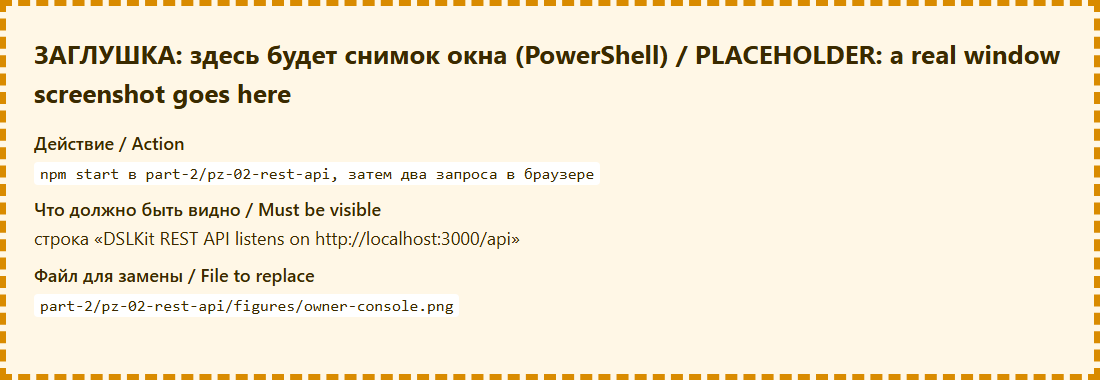 ЗАГЛУШКА: здесь будет снимок окна (PowerShell) / PLACEHOLDER: a real window
screenshot goes here
Действие / Action
npm start в part-2/pz-02-rest-api, затем два запроса в браузере
Что должно быть видно / Must be visible
строка «DSLKit REST API listens on http://localhost:3000/api»
Файл для замены / File to replace
part-2/pz-02-rest-api/figures/owner-console.png